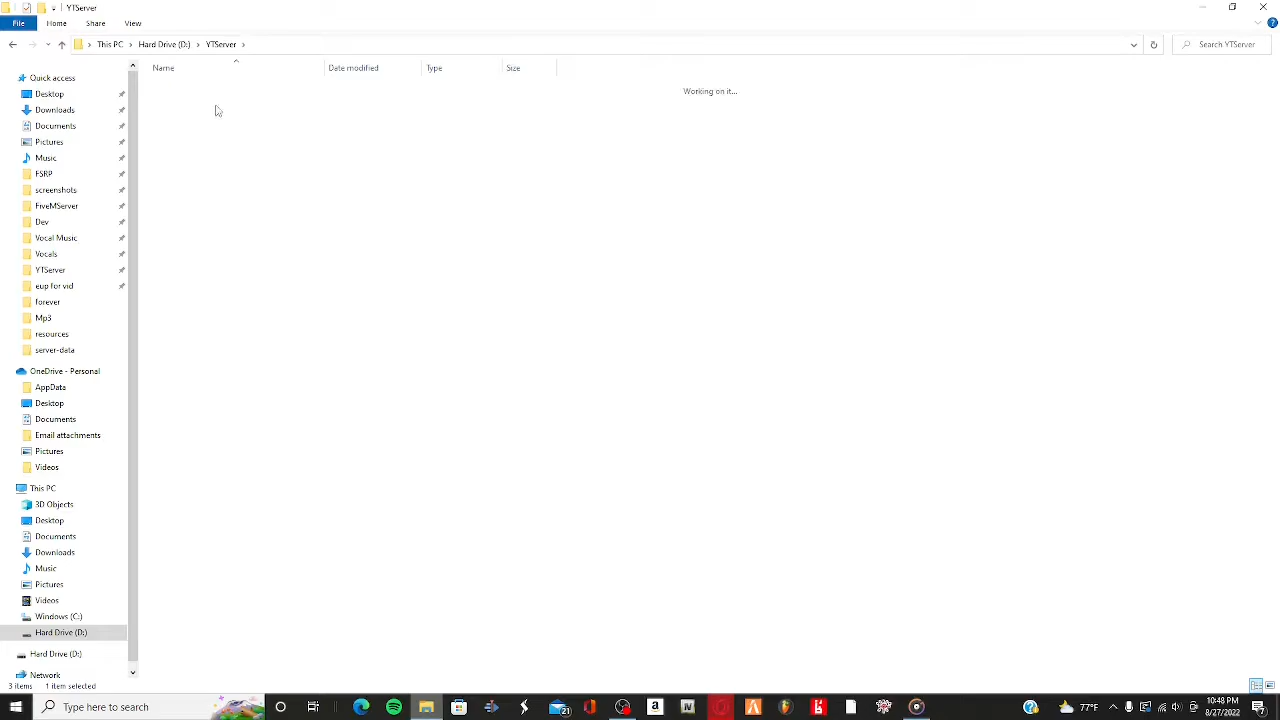 YTServer
File Home Share View
This PC Hard Drive (D:) YTServer Search YTServer
Name Date modified Type Size
Working on it...
Quick access
Desktop
Downloads
Documents
Pictures
Music
FSRP
screenshots
FiveMServer
Dev
Vocal Music
Vocals
YTServer
eup for vid
forever
Mp3
resources
server-data
OneDrive - Personal
AppData
Desktop
Documents
Email attachments
Pictures
Videos
This PC
3D Objects
Desktop
Documents
Downloads
Music
Pictures
Videos
Windows (C:)
Hard Drive (D:)
Hard Drive (D:)
Network
3 items 1 item selected
Type here to search
77°F
10:48 PM
8/27/2023